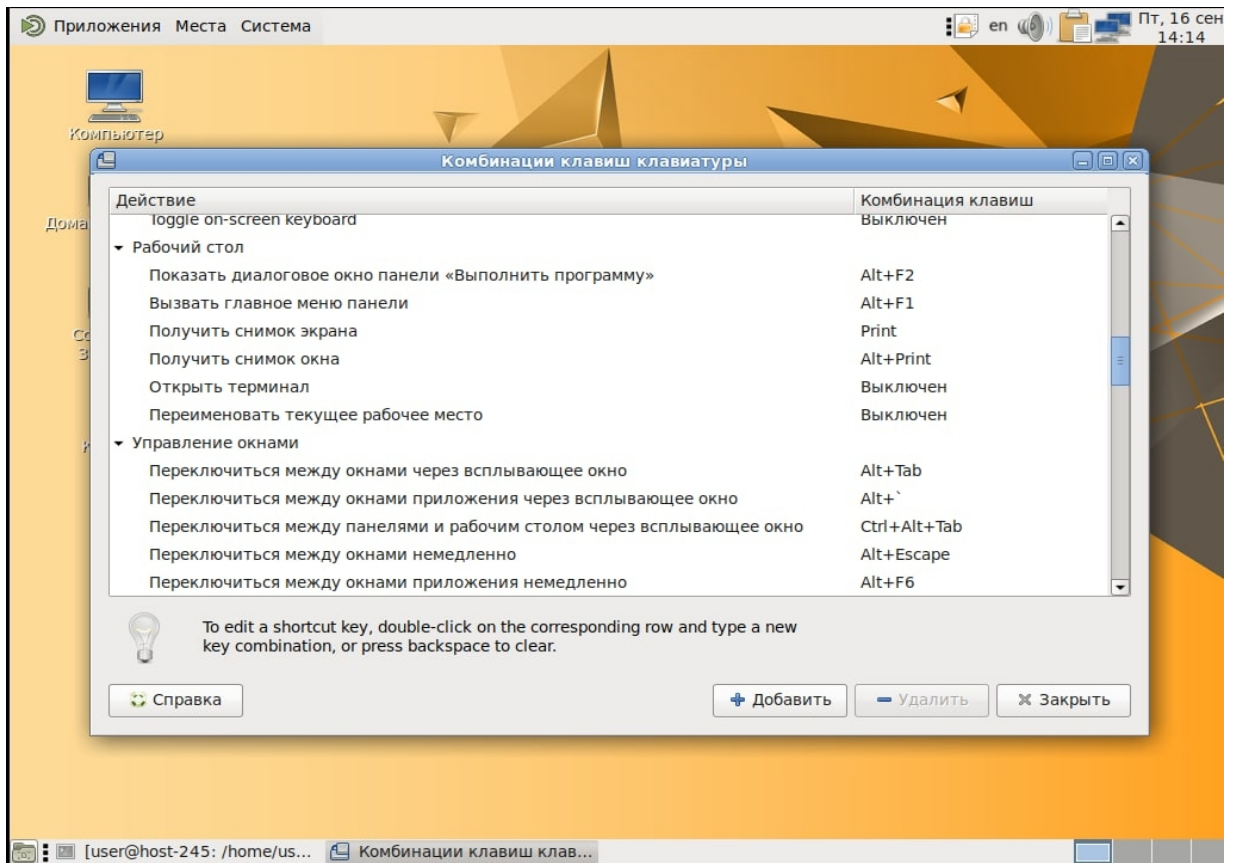 Приложения Места Система
en
Пт, 16 сен
14:14
Компьютер
Комбинации клавиш клавиатуры
Действие Комбинация клавиш
Дома
Toggle on-screen keyboard Выключен
Рабочий стол
Показать диалоговое окно панели «Выполнить программу» Alt+F2
Вызвать главное меню панели Alt+F1
Получить снимок экрана Print
Получить снимок окна Alt+Print
Открыть терминал Выключен
Переименовать текущее рабочее место Выключен
Управление окнами
Переключиться между окнами через всплывающее окно Alt+Tab
Переключиться между окнами приложения через всплывающее окно Alt+`
Переключиться между панелями и рабочим столом через всплывающее окно Ctrl+Alt+Tab
Переключиться между окнами немедленно Alt+Escape
Переключиться между окнами приложения немедленно Alt+F6
To edit a shortcut key, double-click on the corresponding row and type a new
key combination, or press backspace to clear.
Справка Добавить Удалить Закрыть
[user@host-245: /home/us... Комбинации клавиш клав...